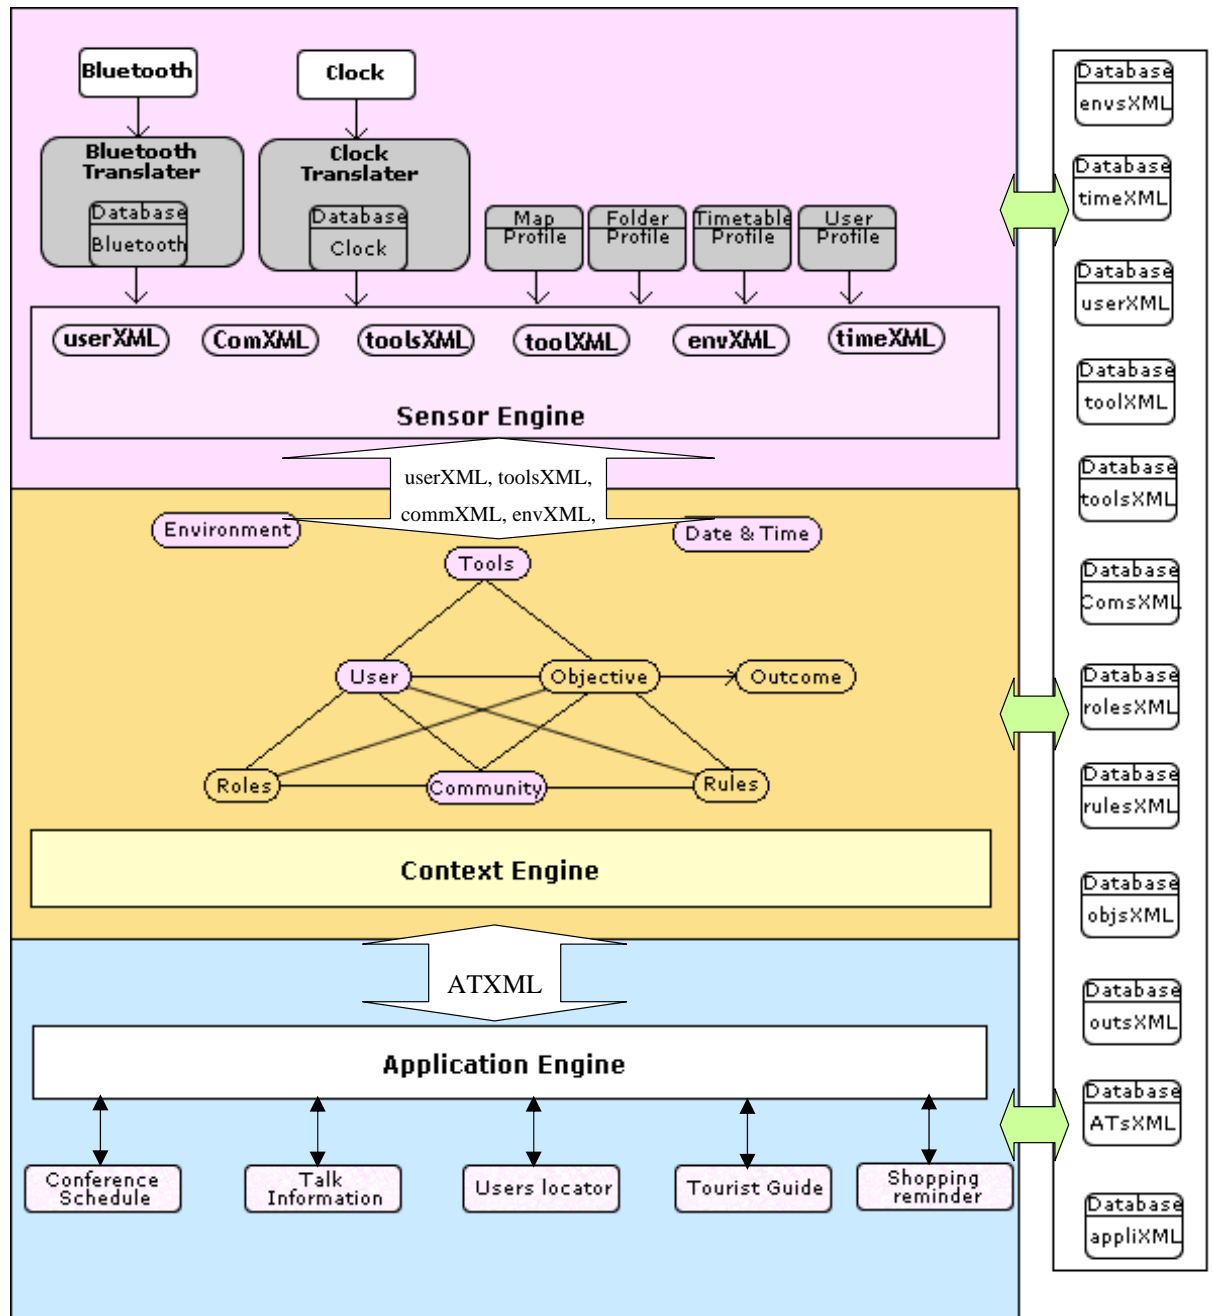 Bluetooth
Clock
Bluetooth
Translater
Database
Bluetooth
Clock
Translater
Database
Clock
Map
Profile
Folder
Profile
Timetable
Profile
User
Profile
userXML
ComXML
toolsXML
toolXML
envXML
timeXML
Sensor Engine
userXML, toolsXML,
commXML, envXML,
Environment
Date & Time
Tools
User
Objective
Outcome
Roles
Community
Rules
Context Engine
ATXML
Application Engine
Conference
Schedule
Talk
Information
Users locator
Tourist Guide
Shopping
reminder
Database
envsXML
Database
timeXML
Database
userXML
Database
toolXML
Database
toolsXML
Database
ComsXML
Database
rolesXML
Database
rulesXML
Database
objsXML
Database
outsXML
Database
ATsXML
Database
appliXML